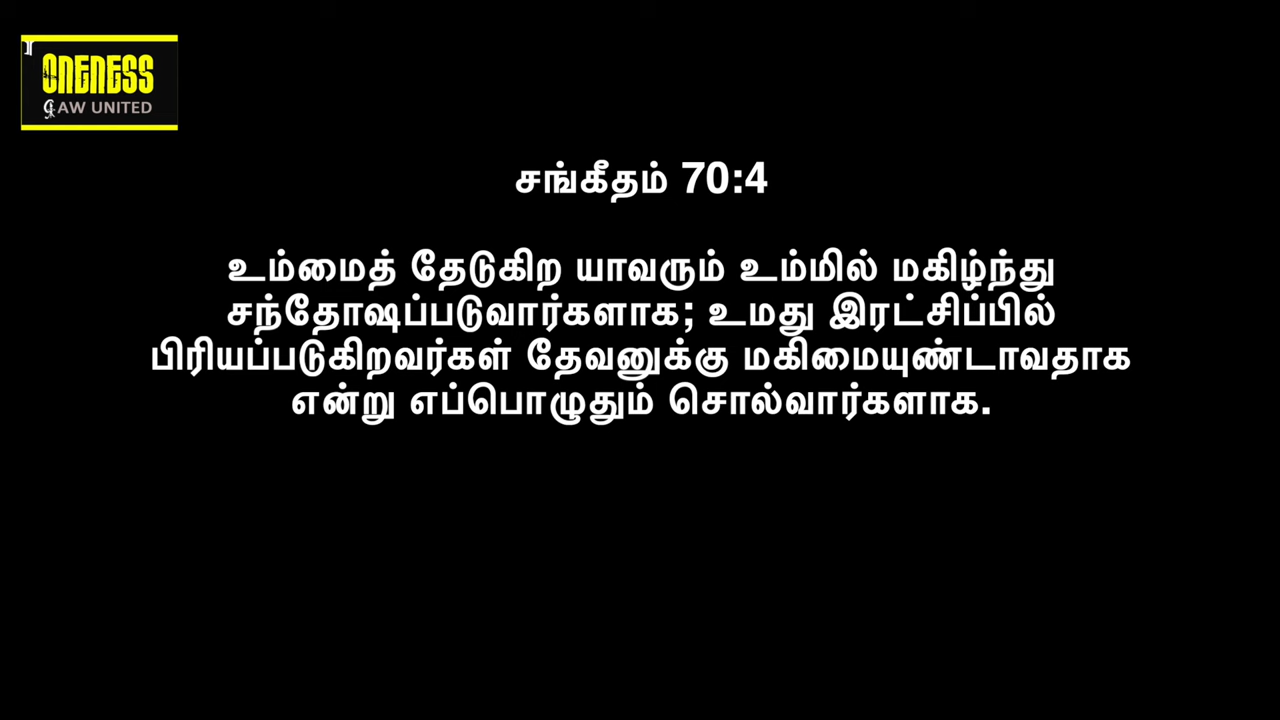 ONENESS
AW UNITED
சங்கீதம் 70:4
உம்மைத் தேடுகிற யாவரும் உம்மில் மகிழ்ந்து
சந்தோஷப்படுவார்களாக; உமது இரட்சிப்பில்
பிரியப்படுகிறவர்கள் தேவனுக்கு மகிமையுண்டாவதாக
என்று எப்பொழுதும் சொல்வார்களாக.